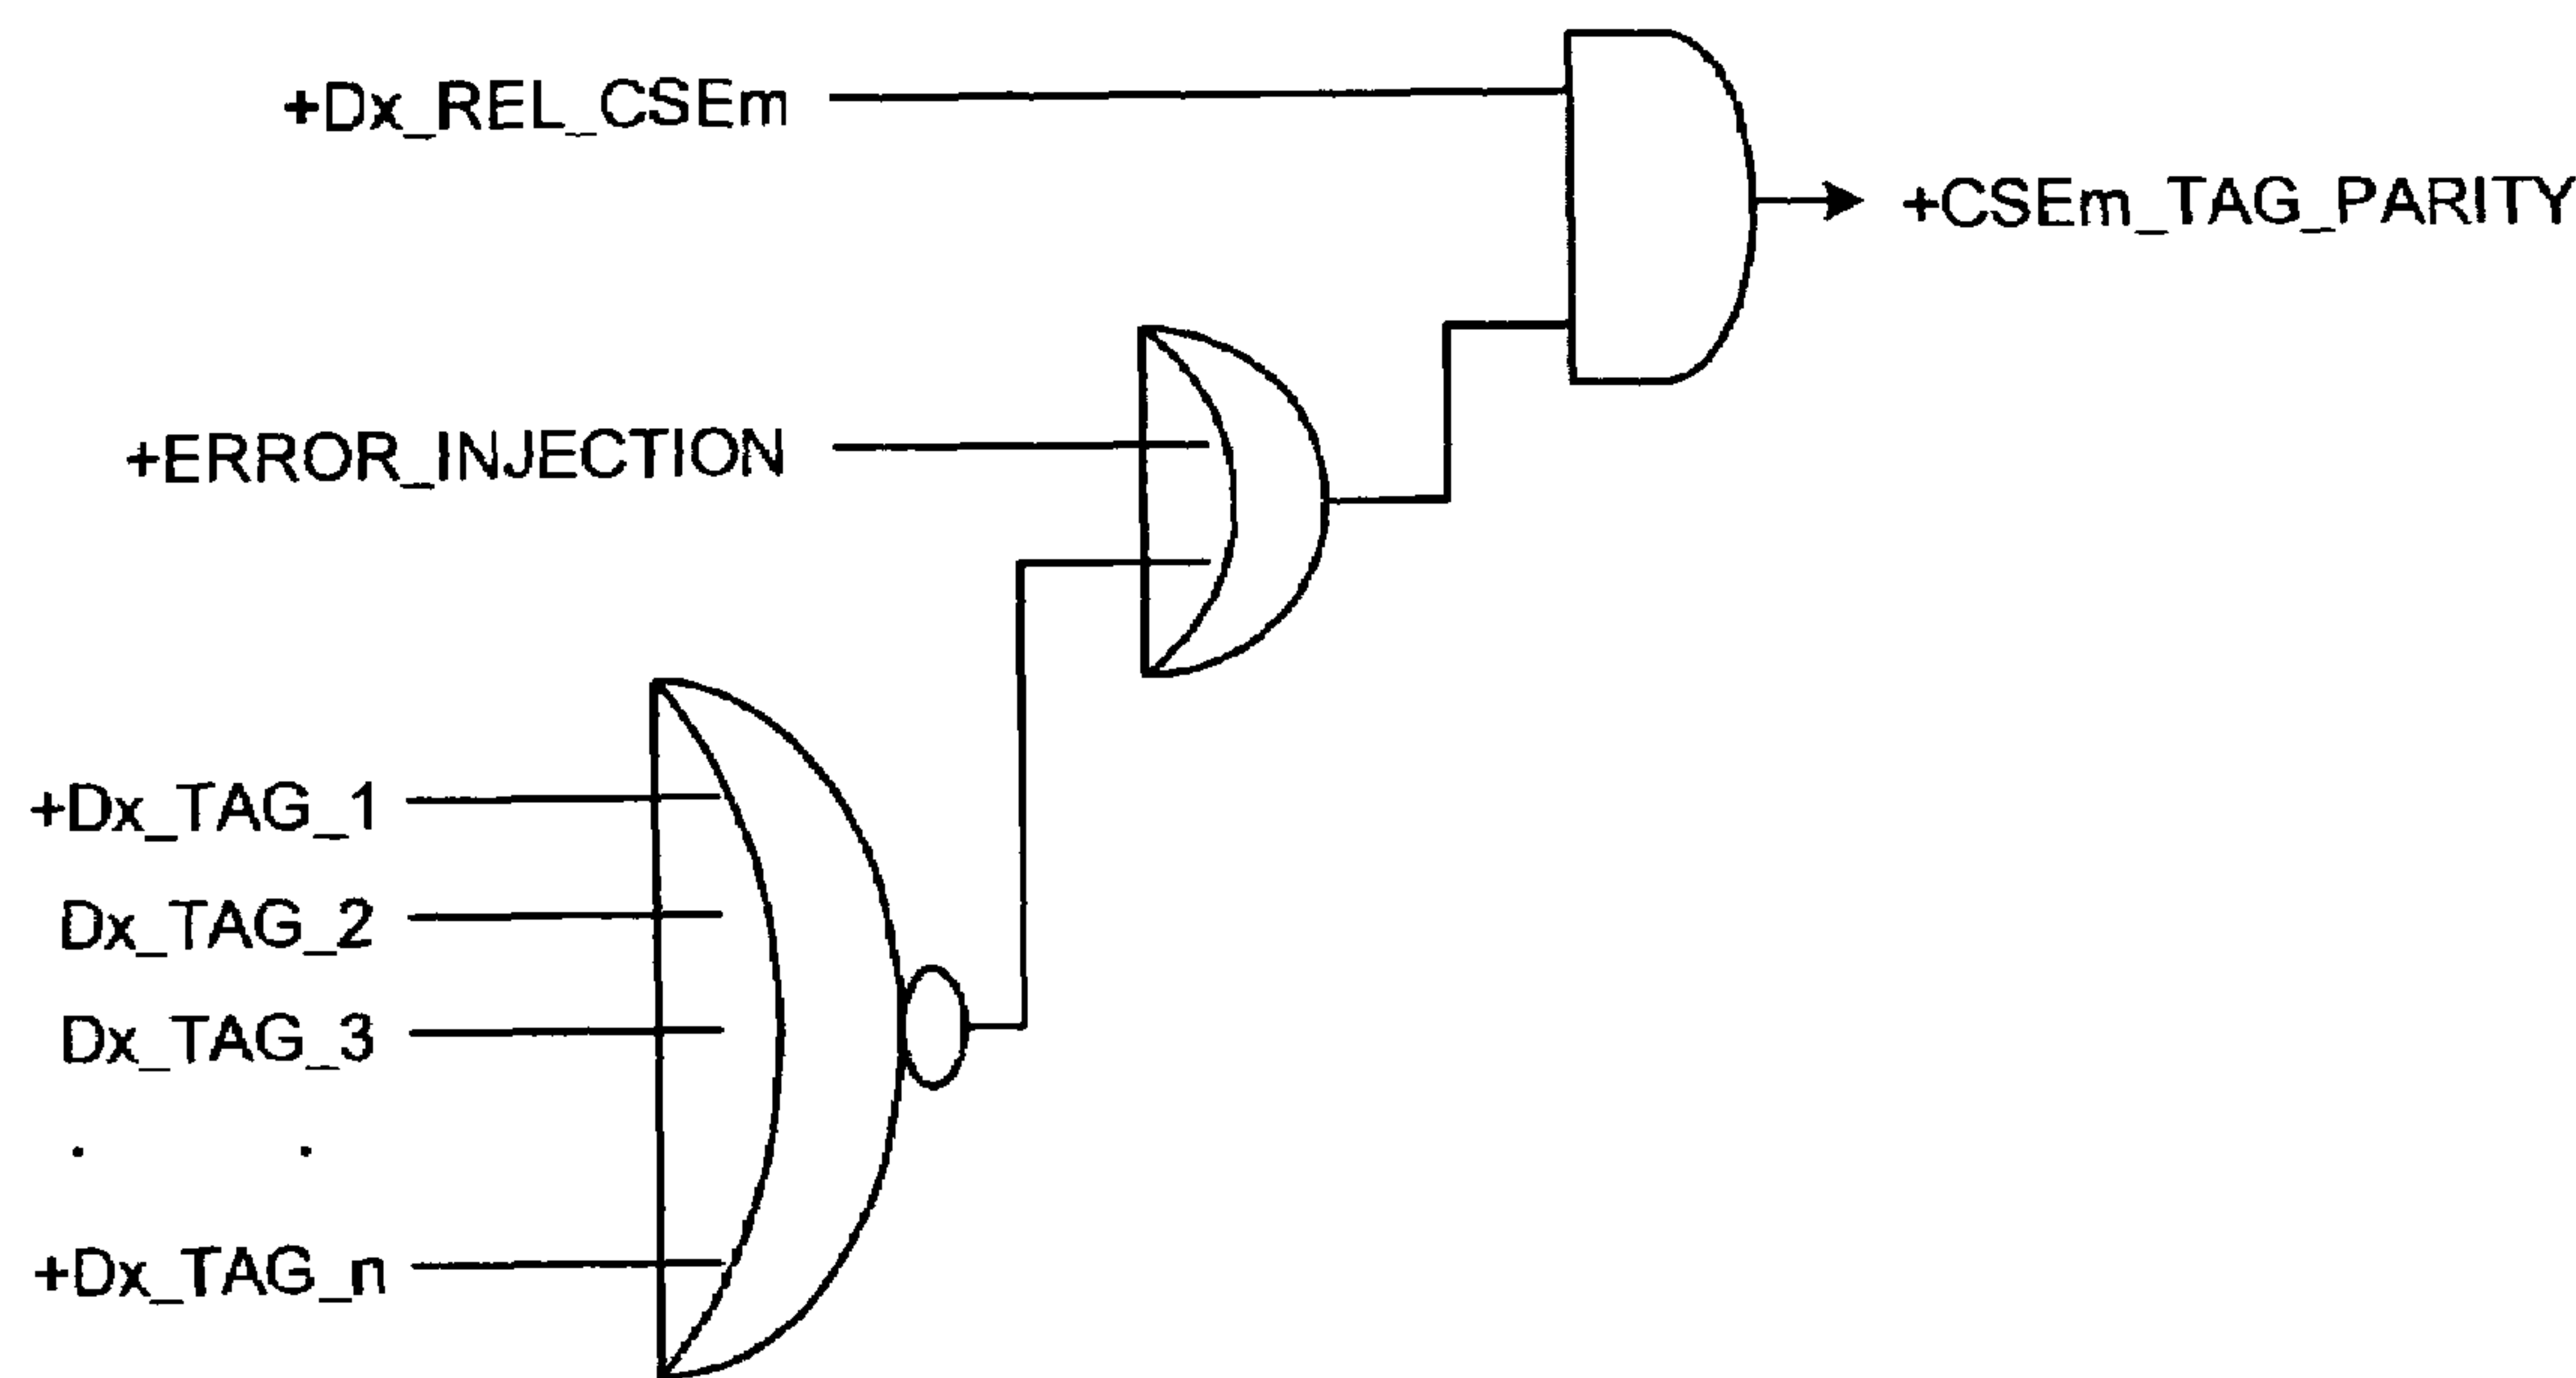 +Dx_REL_CSEm
+CSEm_TAG_PARITY
+ERROR_INJECTION
+Dx_TAG_1
Dx_TAG_2
Dx_TAG_3
. .
+Dx_TAG_n